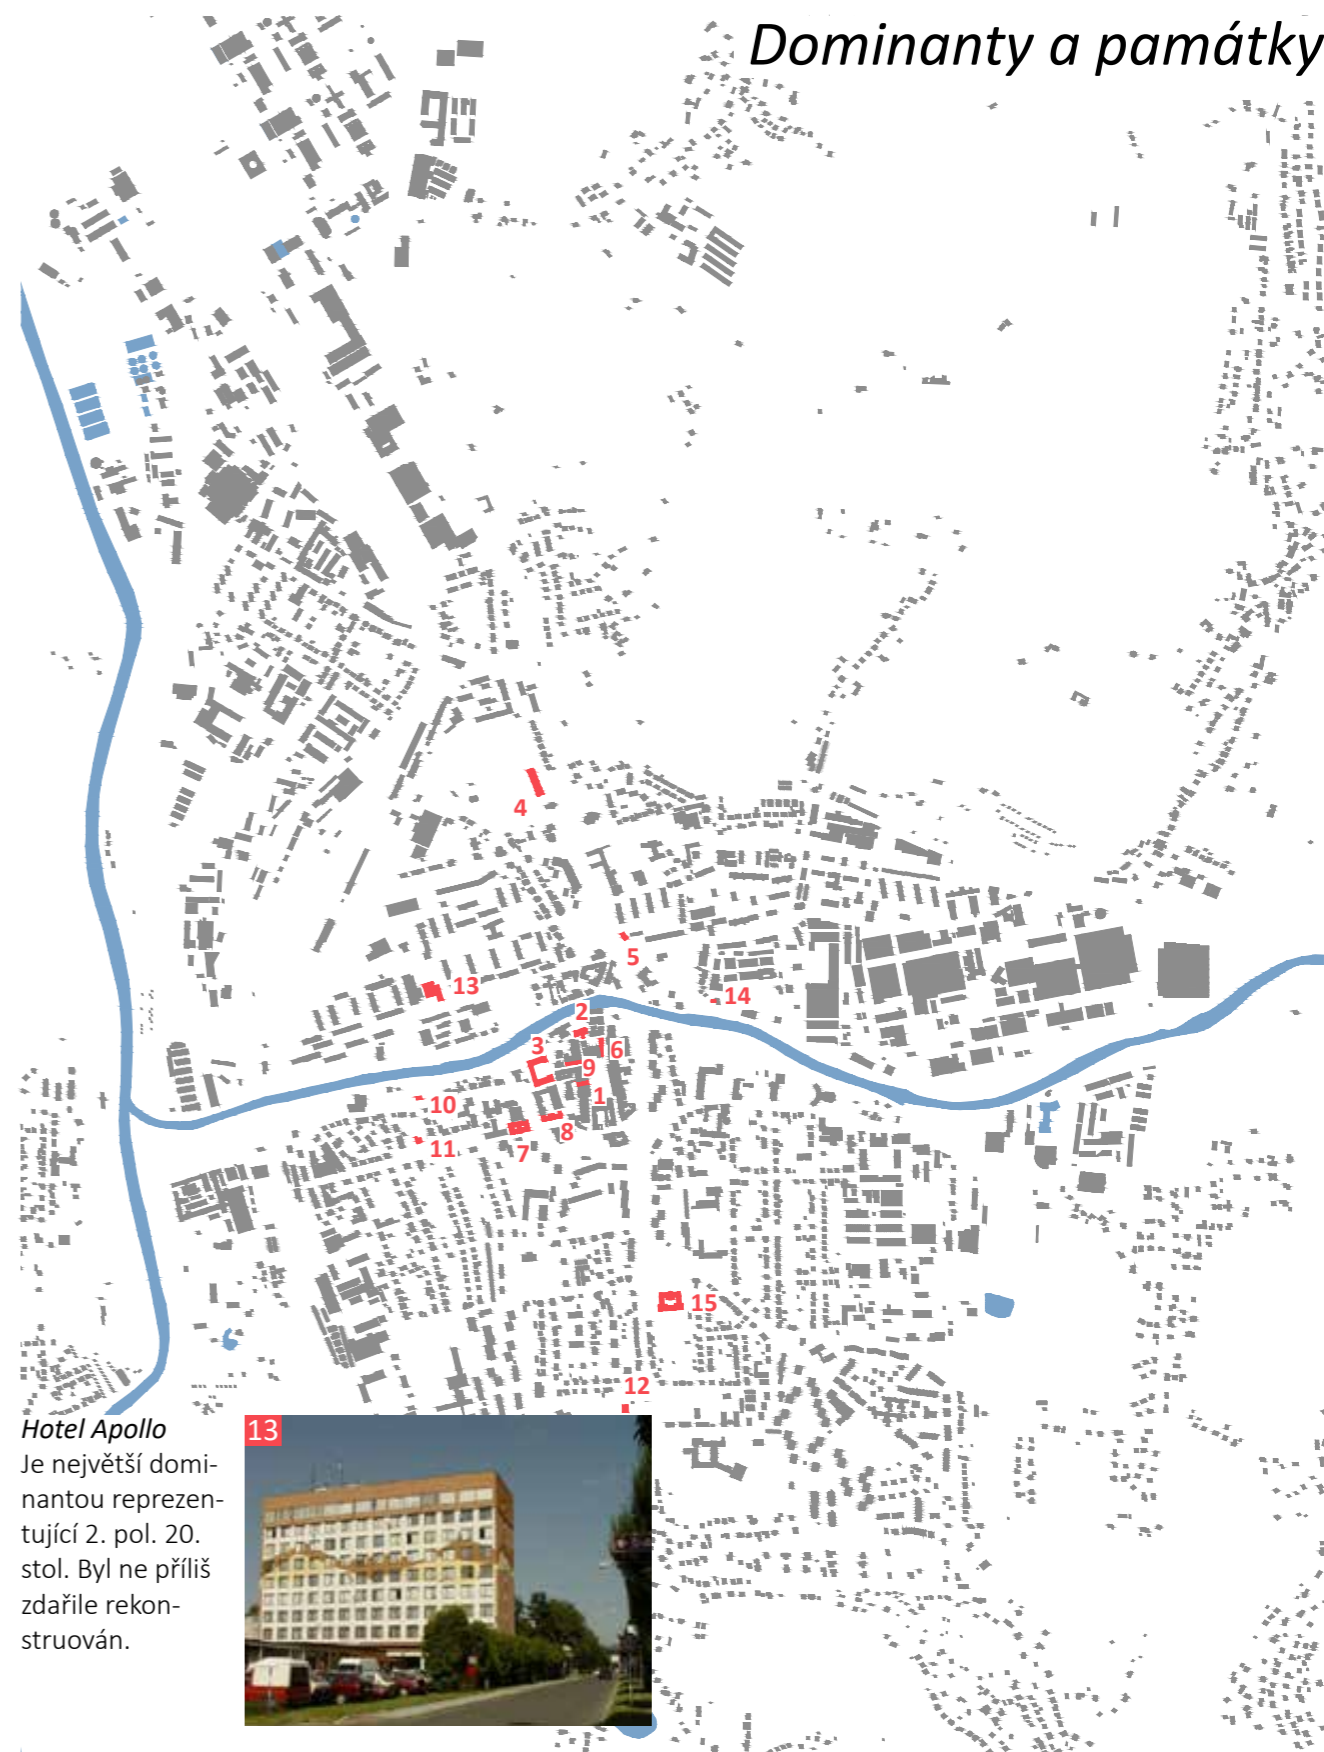 Dominanty a památky
4
5
13
14
2
3
6
9
1
10
8
11
7
15
12
Hotel Apollo
Je největší domi-
nantou reprezen-
tující 2. pol. 20.
stol. Byl ne příliš
zdařile rekon-
struován.
13